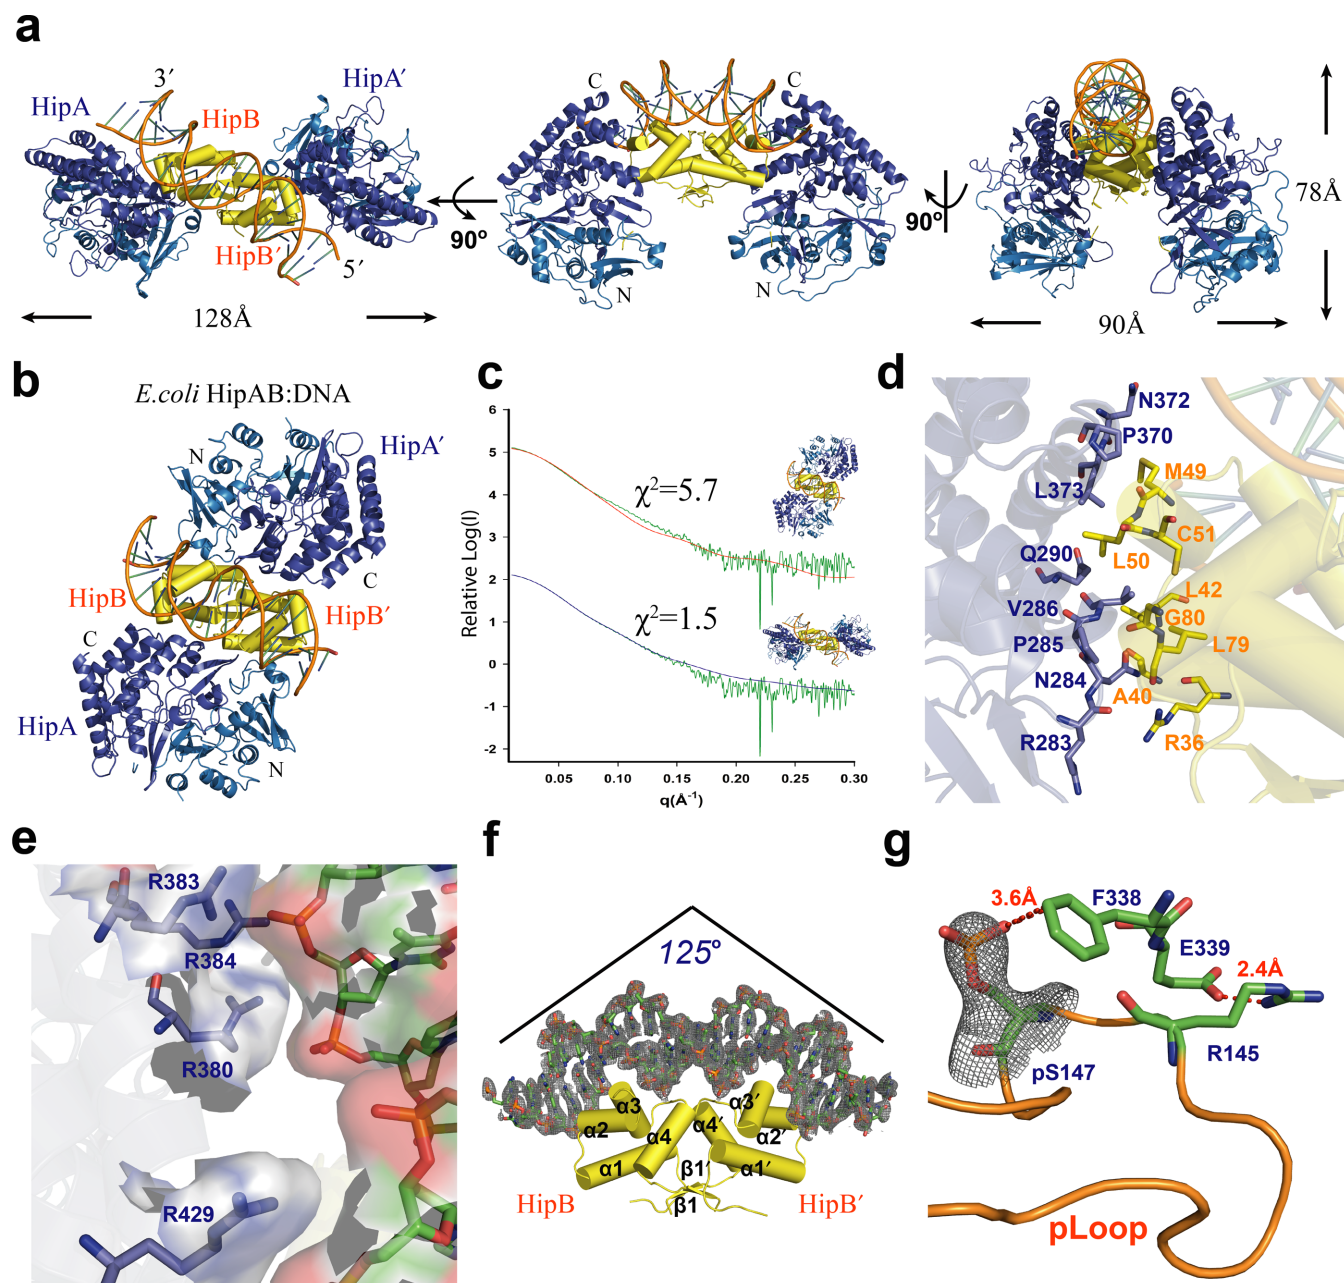 a
3′
HipA′
HipA
HipB
HipB′
5′
128Å
90º
C
C
N
N
90º
78Å
90Å
b
E.coli HipAB:DNA
HipA′
N
C
HipB
HipB′
C
HipA
N
c
6
5
4
3
2
1
0
-1
-2
Relative Log(I)
χ²=5.7
χ²=1.5
0.05
0.10
0.15
0.20
0.25
0.30
q(Å⁻¹)
d
N372
P370
M49
L373
C51
L50
Q290
L42
V286
G80
P285
L79
N284
A40
R283
R36
e
R383
R384
R380
R429
f
125º
α3
α3′
α2
α4
α4′
α2′
α1
β1′
α1′
β1
HipB
HipB′
g
3.6Å
F338
E339
2.4Å
R145
pS147
pLoop